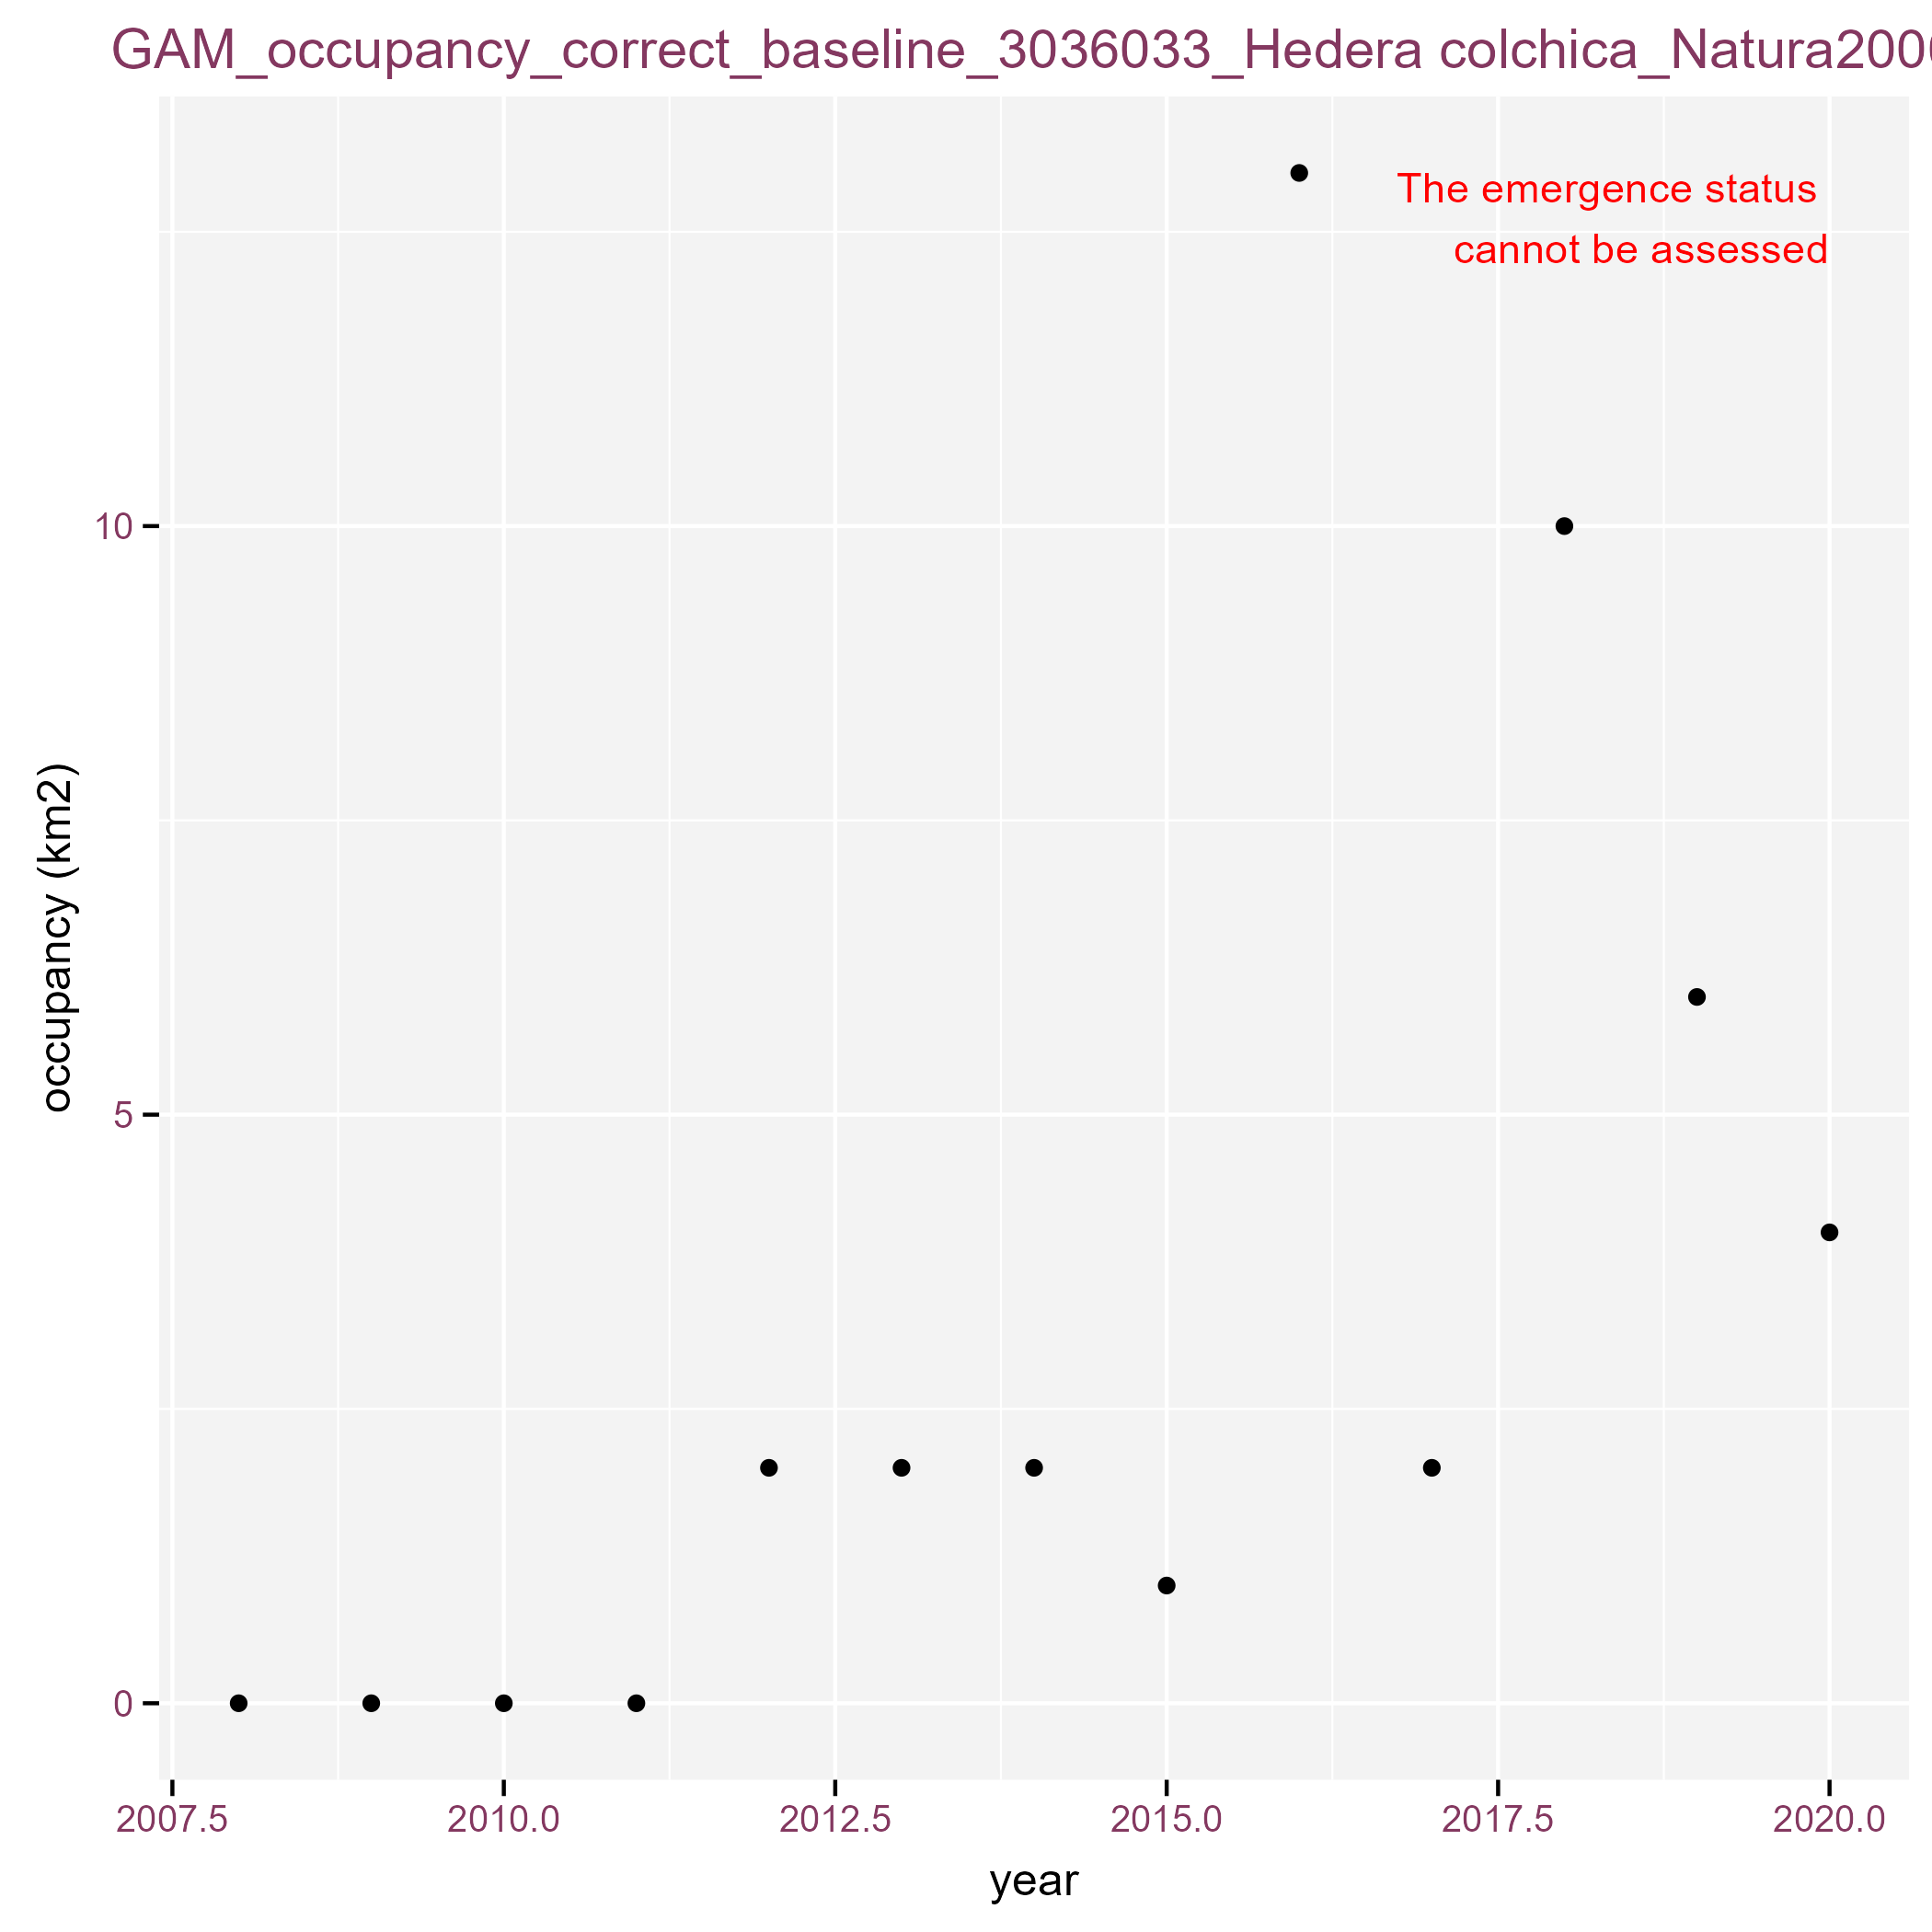 GAM_occupancy_correct_baseline_3036033_Hedera colchica_Natura200
The emergence status
cannot be assessed
10
5
0
occupancy (km2)
2007.5 2010.0 2012.5 2015.0 2017.5 2020.0
year